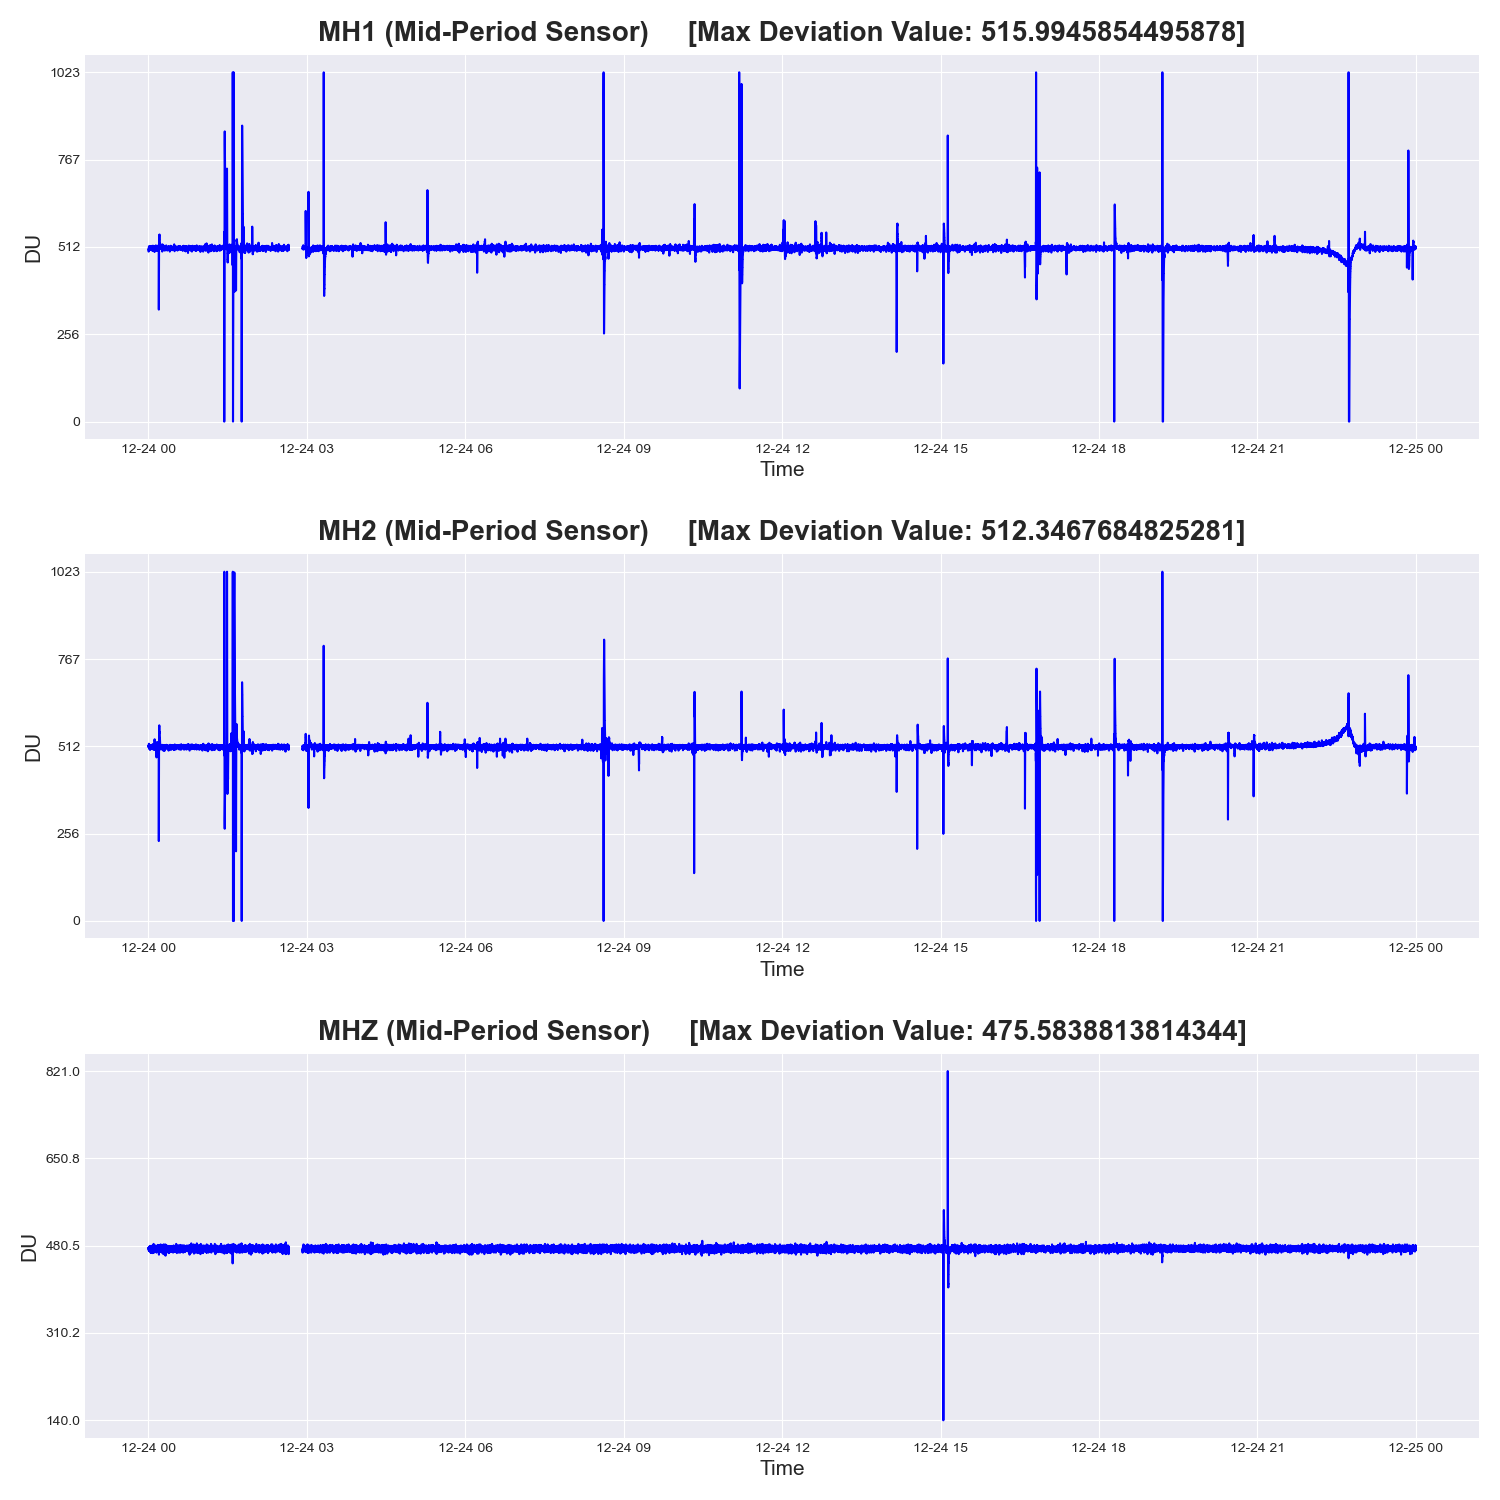 MH1 (Mid-Period Sensor) [Max Deviation Value: 515.9945854495878]
1023
767
512
256
0
DU
12-24 00 12-24 03 12-24 06 12-24 09 12-24 12 12-24 15 12-24 18 12-24 21 12-25 00
Time
MH2 (Mid-Period Sensor) [Max Deviation Value: 512.3467684825281]
1023
767
512
256
0
DU
12-24 00 12-24 03 12-24 06 12-24 09 12-24 12 12-24 15 12-24 18 12-24 21 12-25 00
Time
MHZ (Mid-Period Sensor) [Max Deviation Value: 475.5838813814344]
821.0
650.8
480.5
310.2
140.0
DU
12-24 00 12-24 03 12-24 06 12-24 09 12-24 12 12-24 15 12-24 18 12-24 21 12-25 00
Time